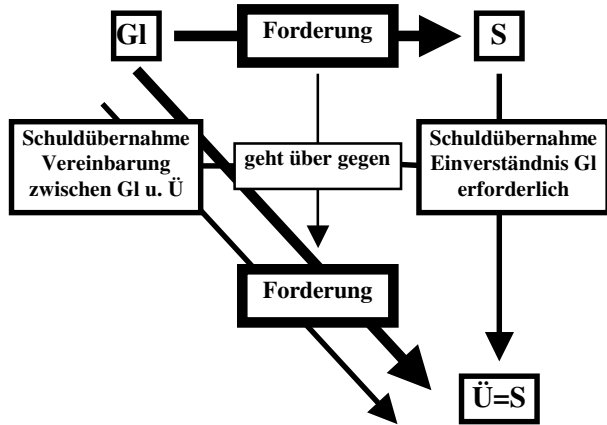 Gl
Forderung
S
Schuldübernahme
Vereinbarung
zwischen Gl u. Ü
geht über gegen
Schuldübernahme
Einverständnis Gl
erforderlich
Forderung
Ü=S